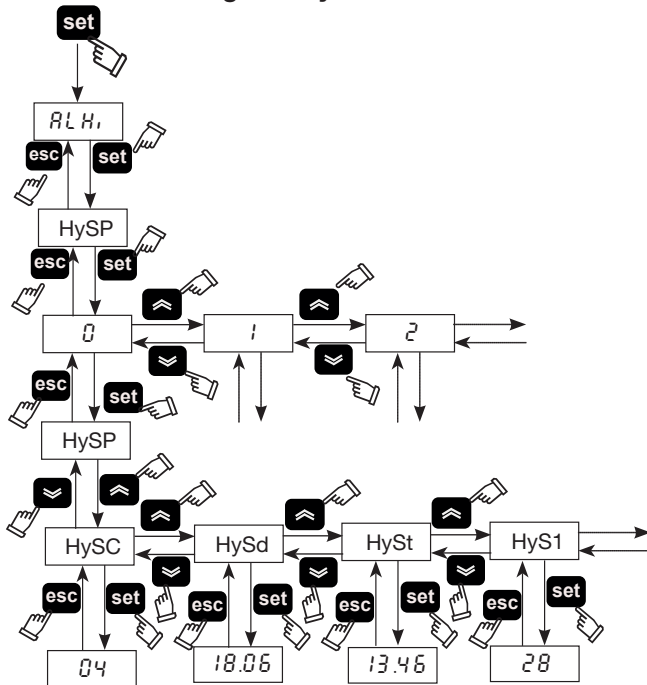 set
ALHi
esc set
HySP
esc set
0 1 2
esc set
HySP
HySC HySd HySt HyS1
esc set esc set esc set esc set
04 18.06 13.46 28